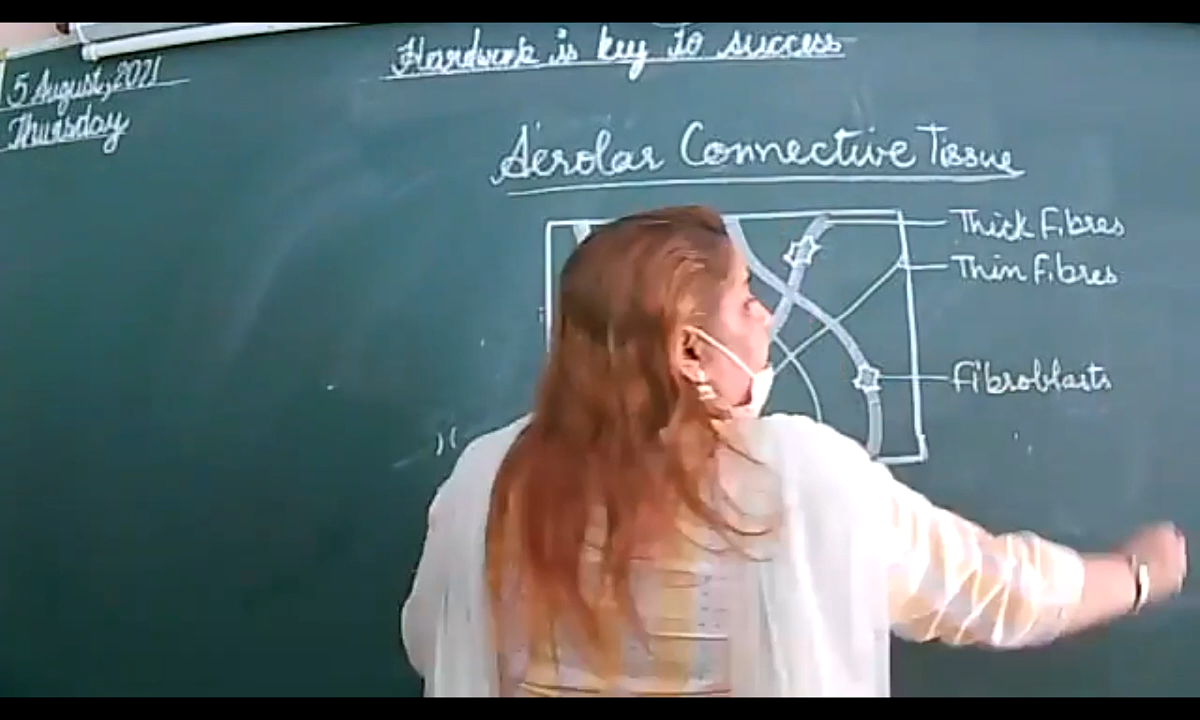 Hardwork is key to success
5 August, 2021
Thursday
Aerolar Connective Tissue
Thick Fibres
Thin Fibres
Fibroblasts